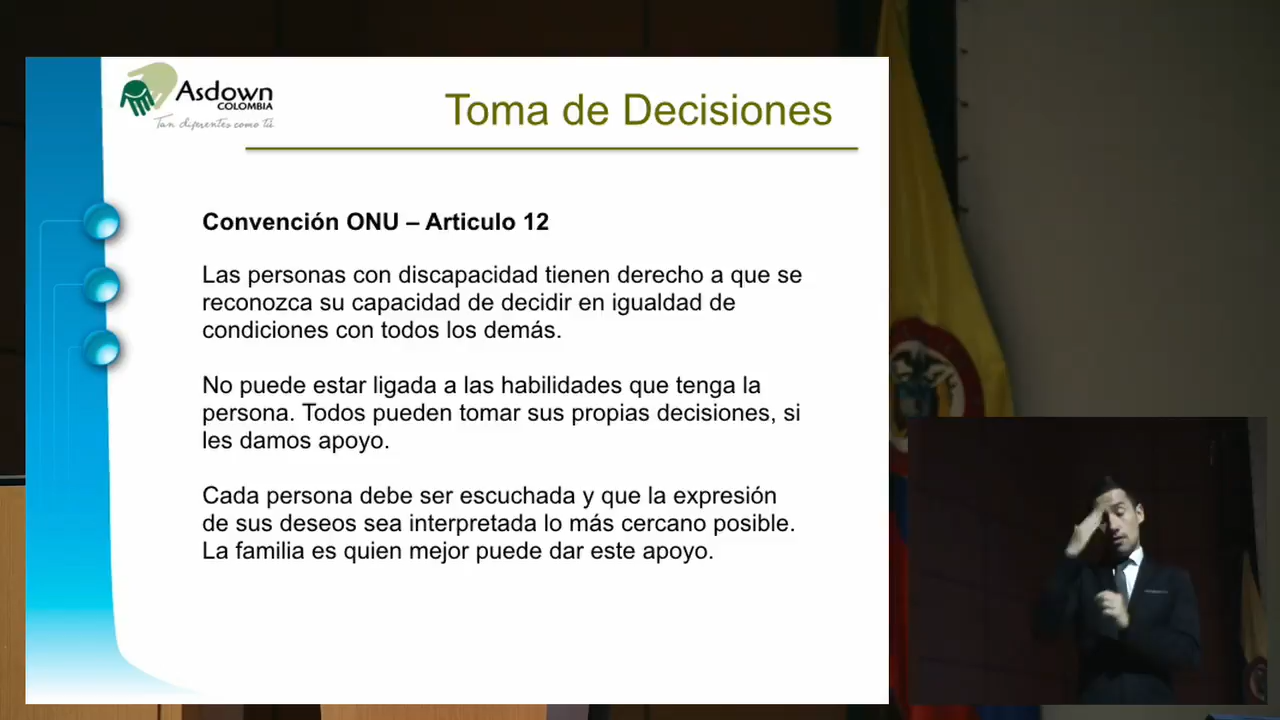 Asdown
COLOMBIA
Tan diferentes como tú
Toma de Decisiones
Convención ONU – Articulo 12
Las personas con discapacidad tienen derecho a que se
reconozca su capacidad de decidir en igualdad de
condiciones con todos los demás.
No puede estar ligada a las habilidades que tenga la
persona. Todos pueden tomar sus propias decisiones, si
les damos apoyo.
Cada persona debe ser escuchada y que la expresión
de sus deseos sea interpretada lo más cercano posible.
La familia es quien mejor puede dar este apoyo.